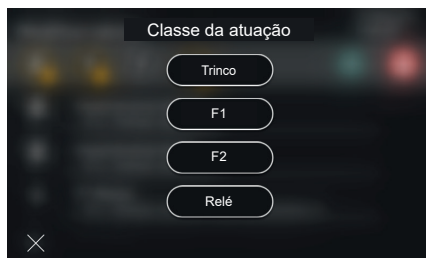 Classe da atuação
Trinco
F1
F2
Relé